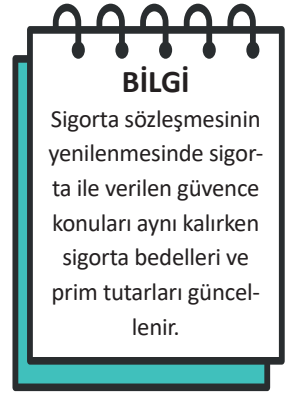 BİLGİ
Sigorta sözleşmesinin
yenilenmesinde sigor-
ta ile verilen güvence
konuları aynı kalırken
sigorta bedelleri ve
prim tutarları güncel-
lenir.